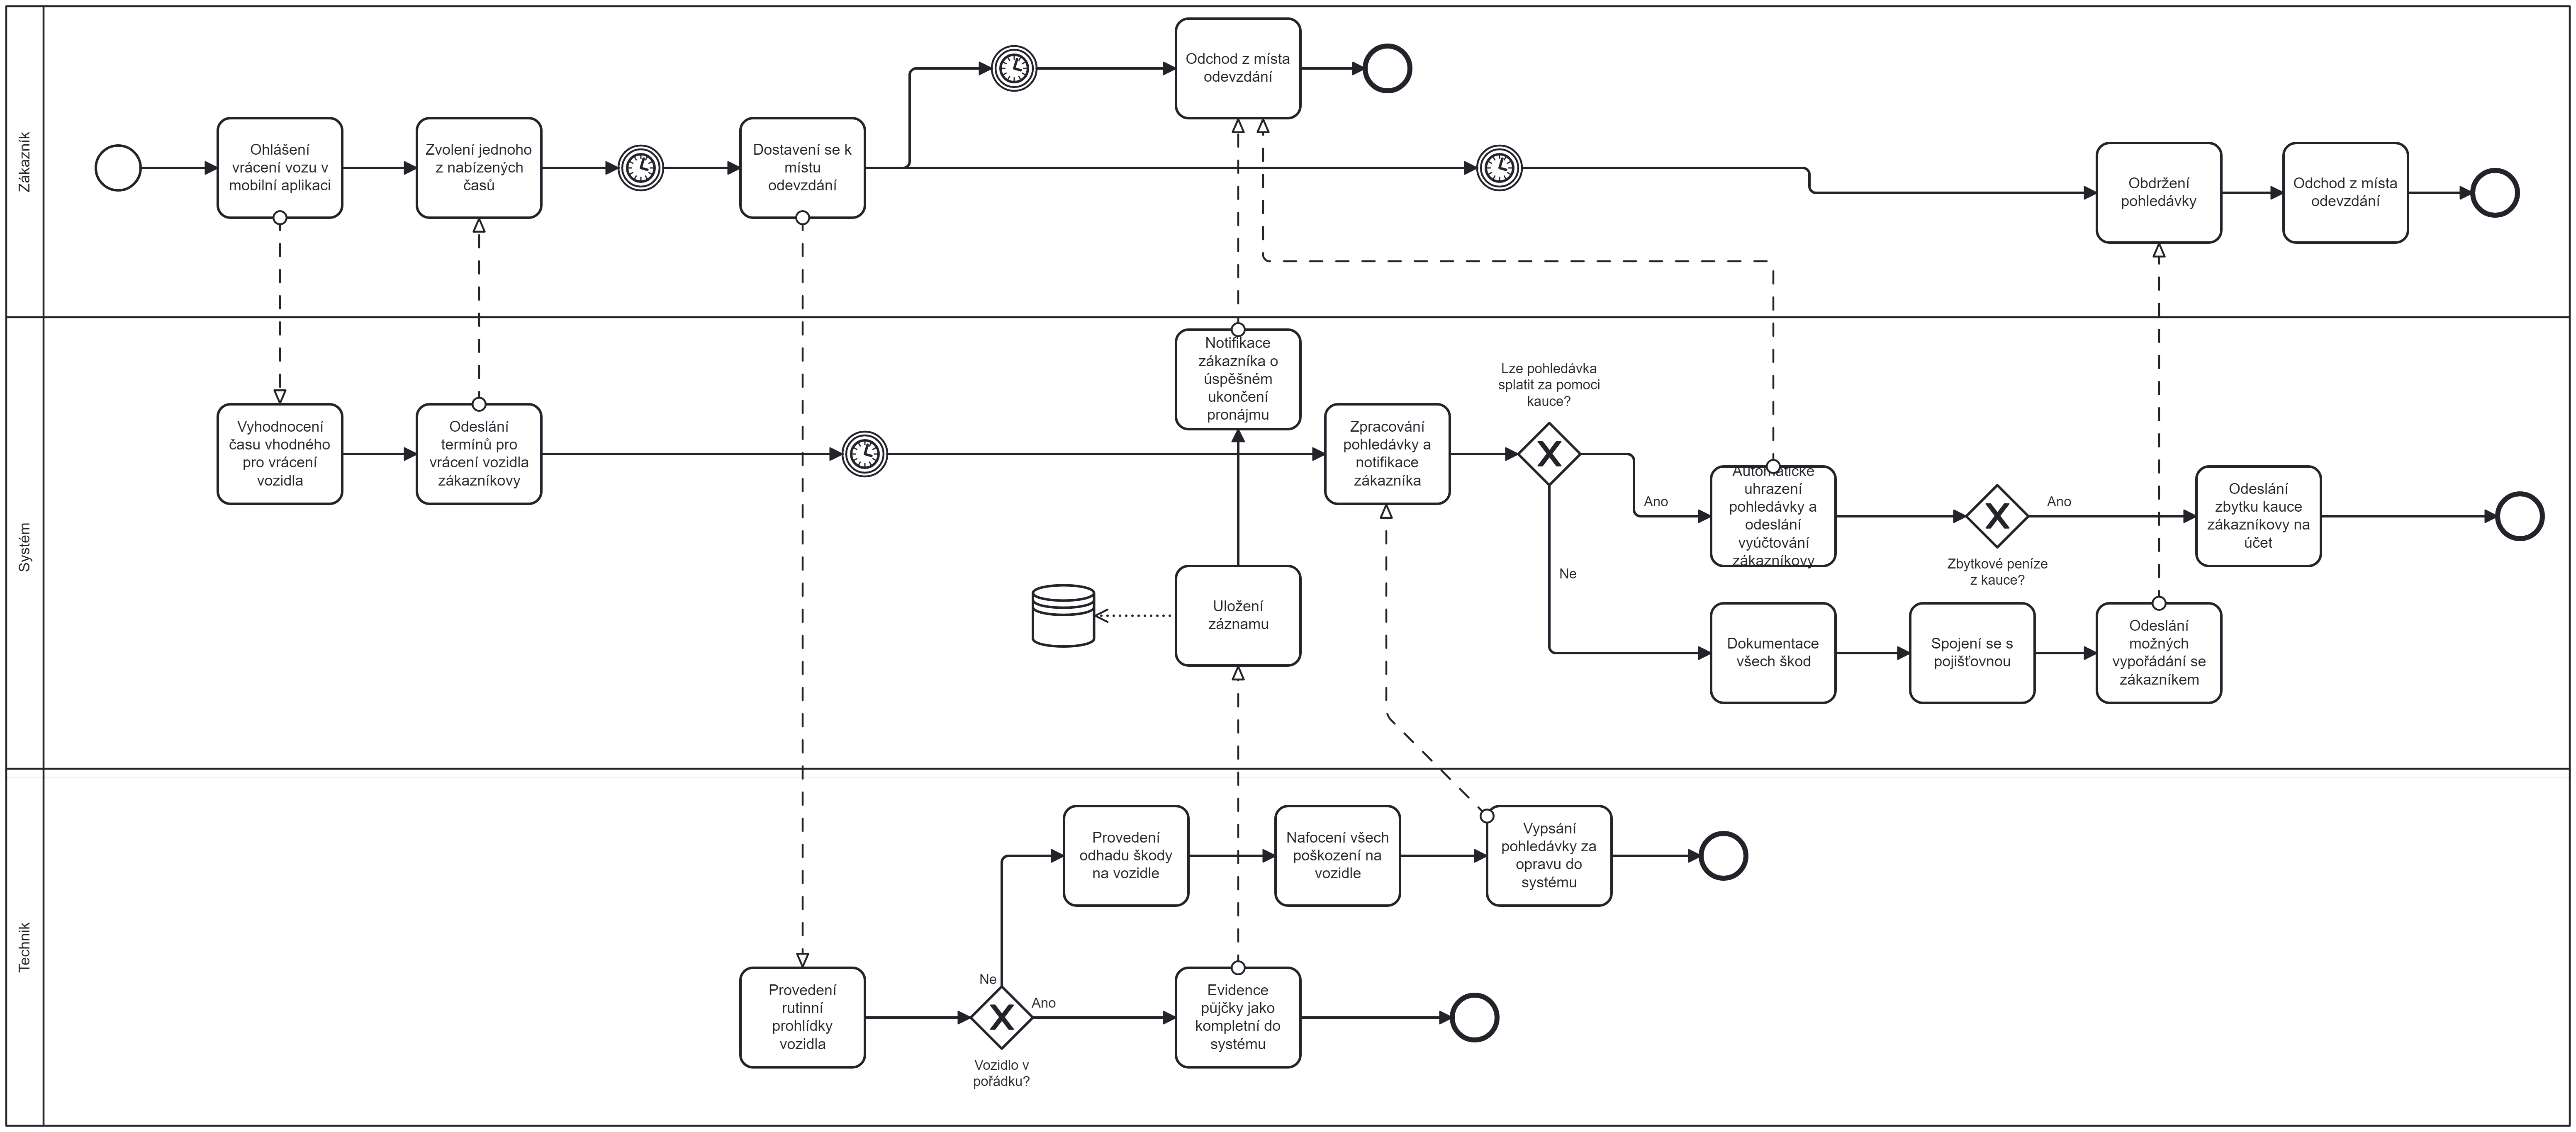 Zákazník
Odchod z místa
odevzdání
Ohlášení
vrácení vozu v
mobilní aplikaci
Zvolení jednoho
z nabízených
časů
Dostavení se k
místu
odevzdání
Obdržení
pohledávky
Odchod z místa
odevzdání
Systém
Notifikace
zákazníka o
úspěšném
ukončení
pronájmu
Vyhodnocení
času vhodného
pro vrácení
vozidla
Odeslání
termínů pro
vrácení vozidla
zákazníkovy
Zpracování
pohledávky a
notifikace
zákazníka
Lze pohledávka
splatit za pomoci
kauce?
Ano
Ne
Automatické
uhrazení
pohledávky a
odeslání
vyúčtování
zákazníkovy
Zbytkové peníze
z kauce?
Ano
Odeslání
zbytku kauce
zákazníkovy na
účet
Uložení
záznamu
Dokumentace
všech škod
Spojení se s
pojišťovnou
Odeslání
možných
vypořádání se
zákazníkem
Technik
Provedení
odhadu škody
na vozidle
Nafocení všech
poškození na
vozidle
Vypsání
pohledávky za
opravu do
systému
Provedení
rutinní
prohlídky
vozidla
Ne
Ano
Vozidlo v
pořádku?
Evidence
půjčky jako
kompletní do
systému